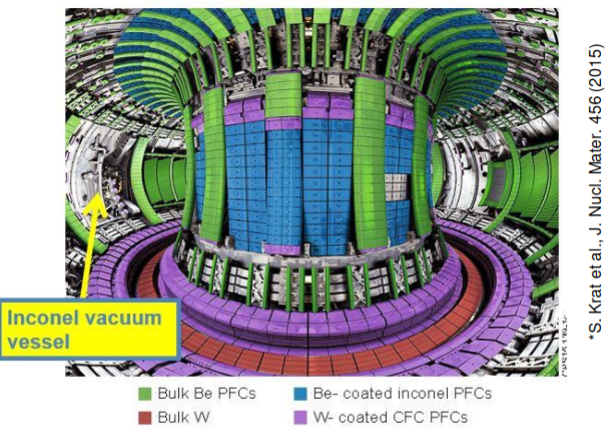 *S. Krat et al., J. Nucl. Mater. 456 (2015)
Inconel vacuum
vessel
Bulk Be PFCs
Be- coated inconel PFCs
Bulk W
W- coated CFC PFCs